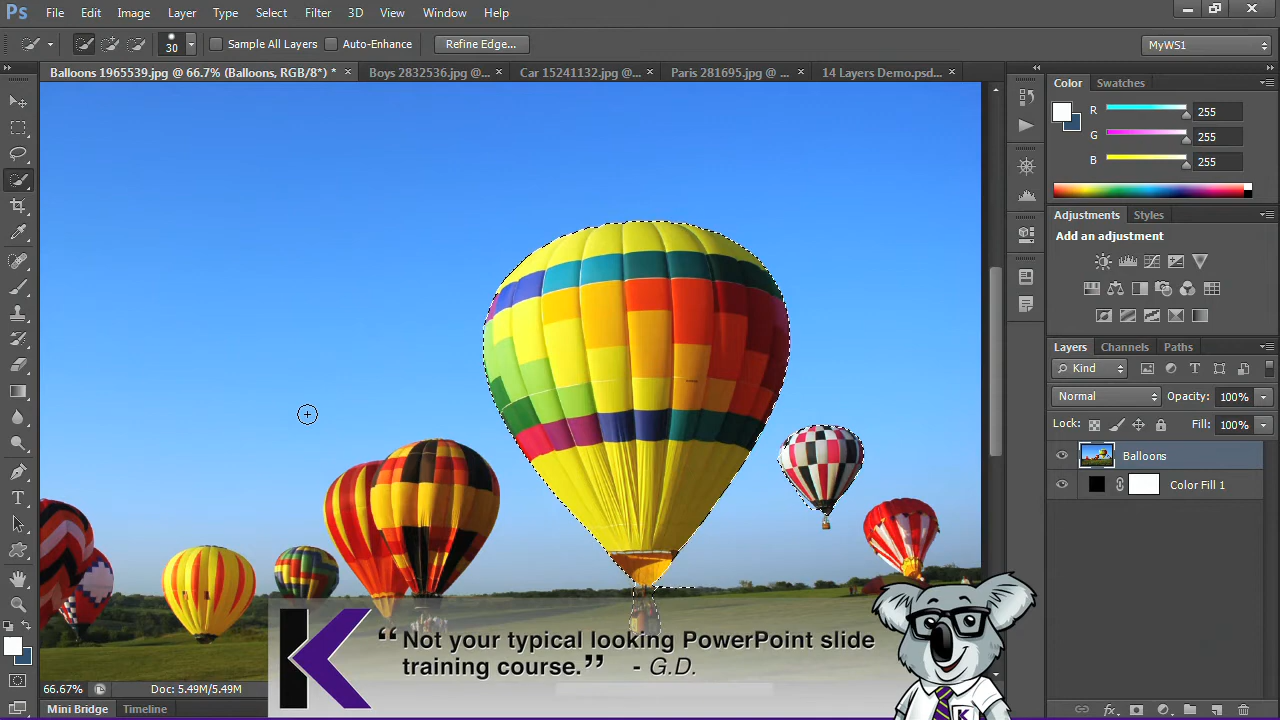 Ps File Edit Image Layer Type Select Filter 3D View Window Help
30 Sample All Layers Auto-Enhance Refine Edge... MyWS1
Balloons 1965539.jpg @ 66.7% (Balloons, RGB/8*) * × Boys 2832536.jpg @ ... × Car 15241132.jpg @... × Paris 281695.jpg @ ... × 14 Layers Demo.psd... ×
Color Swatches
R 255
G 255
B 255
Adjustments Styles
Add an adjustment
Layers Channels Paths
Kind
Normal Opacity: 100%
Lock: Fill: 100%
Balloons
Color Fill 1
“Not your typical looking PowerPoint slide
training course.” - G.D.
K
66.67% Doc: 5.49M/5.49M
Mini Bridge Timeline